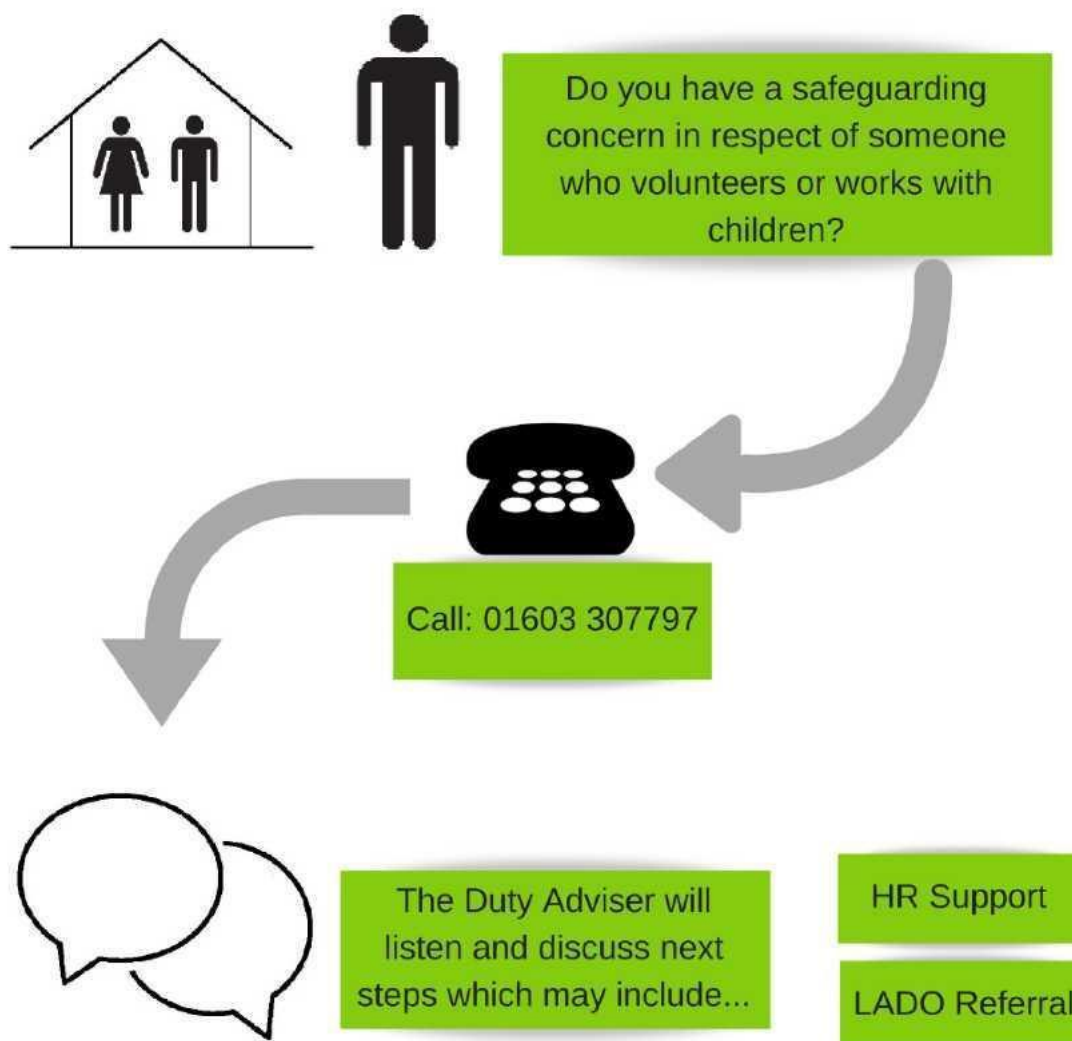 Do you have a safeguarding
concern in respect of someone
who volunteers or works with
children?
Call: 01603 307797
The Duty Adviser will
listen and discuss next
steps which may include...
HR Support
LADO Referral